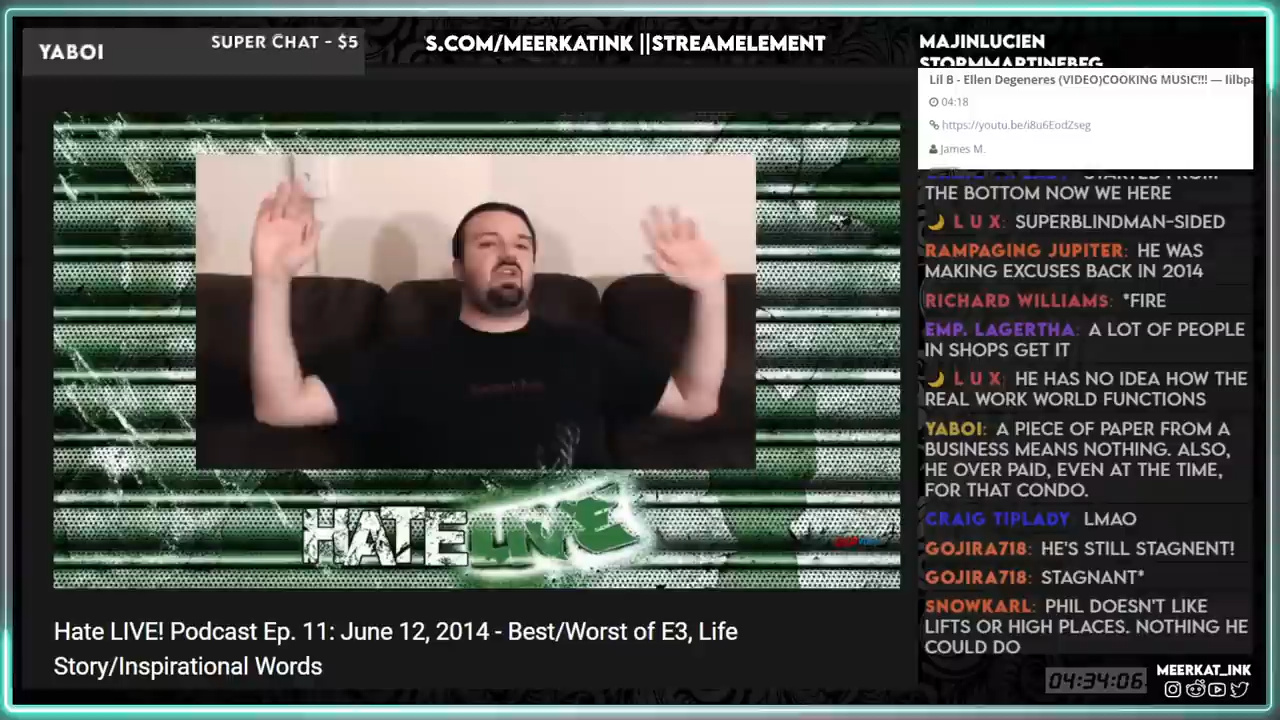 YABOI
SUPER CHAT - $5
S.COM/MEERKATINK ||STREAMELEMENT
MAJINLUCIEN
STORMMARTINEBEG
Lil B - Ellen Degeneres (VIDEO)COOKING MUSIC!!! — lilbpa
04:18
https://youtu.be/i8u6EodZseg
James M.
STARTED FROM
THE BOTTOM NOW WE HERE
🌙 L U X: SUPERBLINDMAN-SIDED
RAMPAGING JUPITER: HE WAS
MAKING EXCUSES BACK IN 2014
RICHARD WILLIAMS: *FIRE
EMP. LAGERTHA: A LOT OF PEOPLE
IN SHOPS GET IT
🌙 L U X: HE HAS NO IDEA HOW THE
REAL WORK WORLD FUNCTIONS
YABOI: A PIECE OF PAPER FROM A
BUSINESS MEANS NOTHING. ALSO,
HE OVER PAID, EVEN AT THE TIME,
FOR THAT CONDO.
CRAIG TIPLADY LMAO
GOJIRA718: HE'S STILL STAGNENT!
GOJIRA718: STAGNANT*
SNOWKARL: PHIL DOESN'T LIKE
LIFTS OR HIGH PLACES. NOTHING HE
COULD DO
HATE LIVE
Hate LIVE! Podcast Ep. 11: June 12, 2014 - Best/Worst of E3, Life
Story/Inspirational Words
04:34:06
MEERKAT_INK